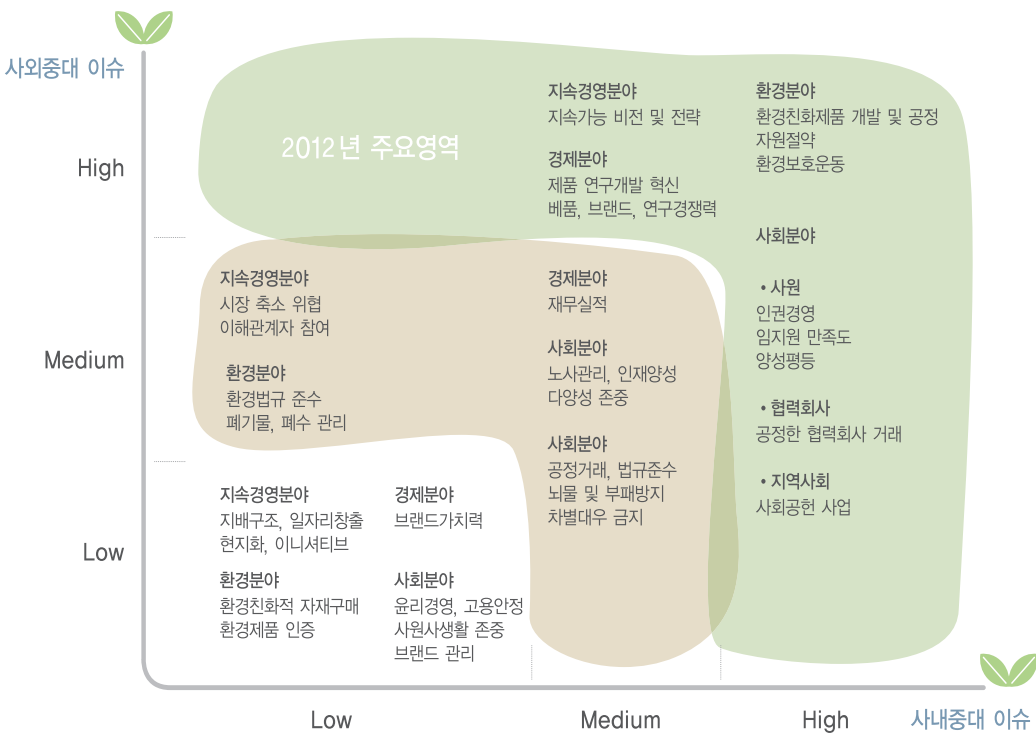 사외중대 이슈
High
Medium
Low
2012년 주요영역
지속경영분야
지속가능 비전 및 전략
경제분야
제품 연구개발 혁신
베품, 브랜드, 연구경쟁력
환경분야
환경친화제품 개발 및 공정
자원절약
환경보호운동
사회분야
• 사원
인권경영
임지원 만족도
양성평등
• 협력회사
공정한 협력회사 거래
• 지역사회
사회공헌 사업
지속경영분야
시장 축소 위협
이해관계자 참여
환경분야
환경법규 준수
폐기물, 폐수 관리
경제분야
재무실적
사회분야
노사관리, 인재양성
다양성 존중
사회분야
공정거래, 법규준수
뇌물 및 부패방지
차별대우 금지
지속경영분야
지배구조, 일자리창출
현지화, 이니셔티브
경제분야
브랜드가치력
환경분야
환경친화적 자재구매
환경제품 인증
사회분야
윤리경영, 고용안정
사원사생활 존중
브랜드 관리
Low
Medium
High
사내중대 이슈